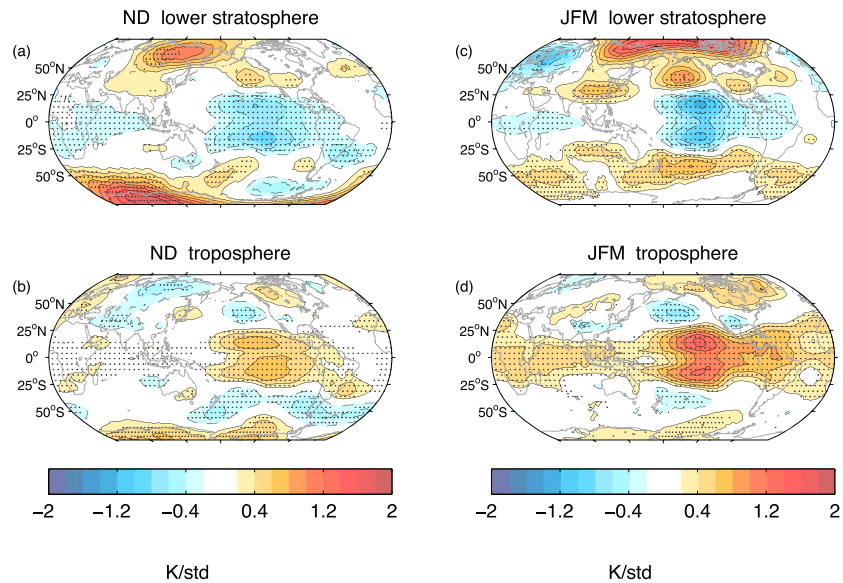 ND lower stratosphere
JFM lower stratosphere
(a)
50°N
25°N
0°
25°S
50°S
(c)
50°N
25°N
0°
25°S
50°S
ND troposphere
JFM troposphere
(b)
50°N
25°N
0°
25°S
50°S
(d)
50°N
25°N
0°
25°S
50°S
−2 −1.2 −0.4 0.4 1.2 2
−2 −1.2 −0.4 0.4 1.2 2
K/std
K/std